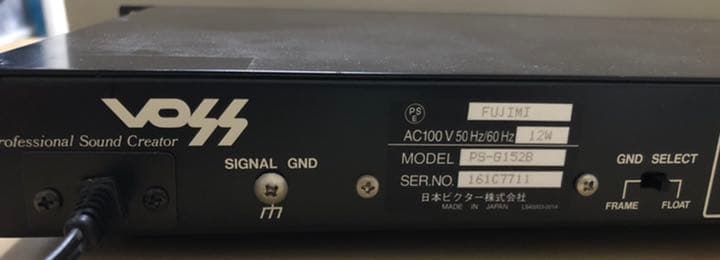 VOSS
rofessional Sound Creator
SIGNAL GND
PS
E
FUJIMI
AC100 V 50 Hz/60 Hz 12W
MODEL PS-G152B
SER.NO. 161C7711
日本ビクター株式会社
MADE IN JAPAN
GND SELECT
FRAME FLOAT